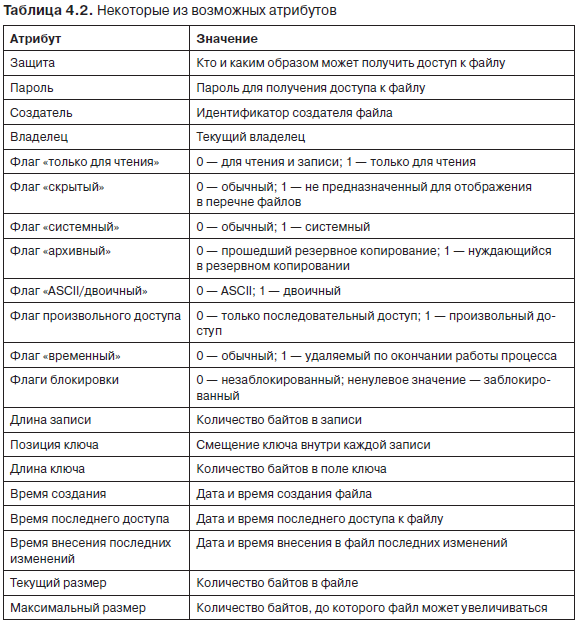 Таблица 4.2. Некоторые из возможных атрибутов
Атрибут Значение
Защита Кто и каким образом может получить доступ к файлу
Пароль Пароль для получения доступа к файлу
Создатель Идентификатор создателя файла
Владелец Текущий владелец
Флаг «только для чтения» 0 — для чтения и записи; 1 — только для чтения
Флаг «скрытый» 0 — обычный; 1 — не предназначенный для отображения
в перечне файлов
Флаг «системный» 0 — обычный; 1 — системный
Флаг «архивный» 0 — прошедший резервное копирование; 1 — нуждающийся
в резервном копировании
Флаг «ASCII/двоичный» 0 — ASCII; 1 — двоичный
Флаг произвольного доступа 0 — только последовательный доступ; 1 — произвольный до-
ступ
Флаг «временный» 0 — обычный; 1 — удаляемый по окончании работы процесса
Флаги блокировки 0 — незаблокированный; ненулевое значение — заблокиро-
ванный
Длина записи Количество байтов в записи
Позиция ключа Смещение ключа внутри каждой записи
Длина ключа Количество байтов в поле ключа
Время создания Дата и время создания файла
Время последнего доступа Дата и время последнего доступа к файлу
Время внесения последних Дата и время внесения в файл последних изменений
изменений
Текущий размер Количество байтов в файле
Максимальный размер Количество байтов, до которого файл может увеличиваться